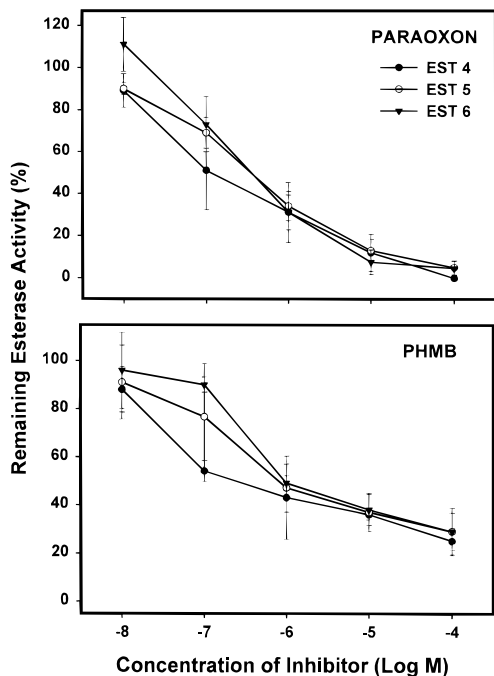 Remaining Esterase Activity (%)
120
100
80
60
40
20
0
PARAOXON
EST 4
EST 5
EST 6
100
80
60
40
20
0
PHMB
-8 -7 -6 -5 -4
Concentration of Inhibitor (Log M)